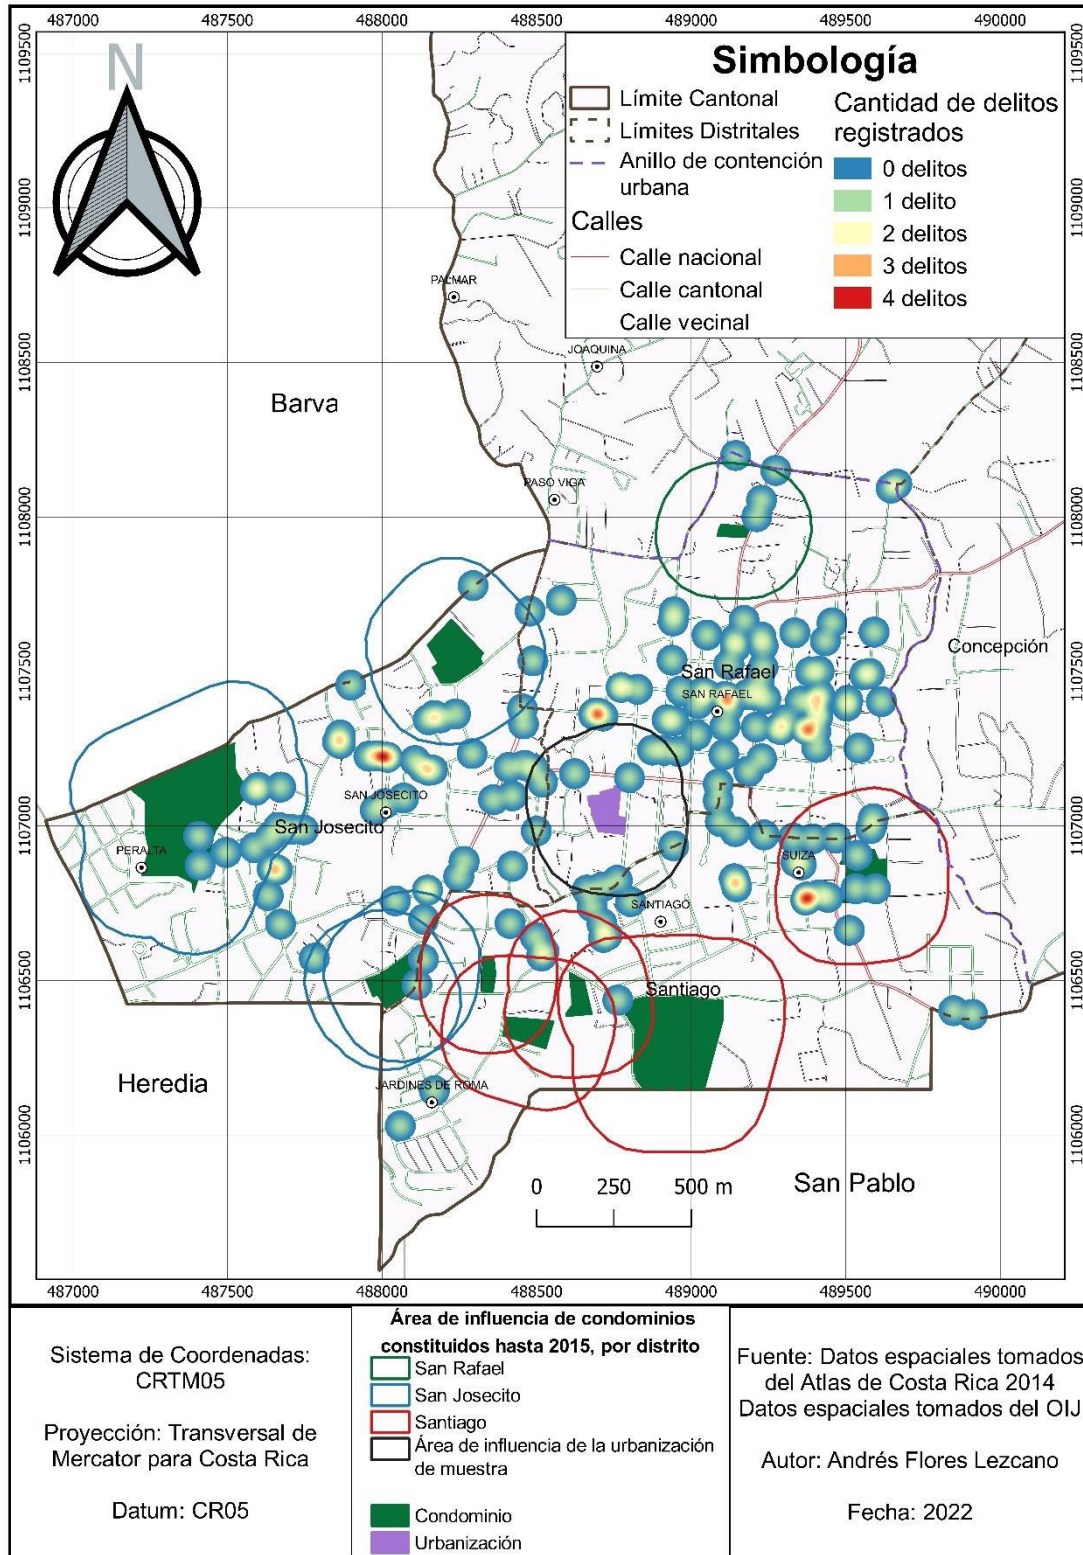 487000 487500 488000 488500 489000 489500 490000
1109500
1109000
1108500
1108000
1107500
1107000
1106500
1106000
1109500
1109000
1108500
1108000
1107500
1107000
1106500
1106000
N
Simbología
Límite Cantonal
Límites Distritales
Anillo de contención
urbana
Calles
Calle nacional
Calle cantonal
Calle vecinal
Cantidad de delitos
registrados
0 delitos
1 delito
2 delitos
3 delitos
4 delitos
PALMAR
JOAQUINA
Barva
PASO VIGA
Concepción
San Rafael
SAN RAFAEL
SAN JOSECITO
San Josecito
PERALTA
SUIZA
SANTIAGO
Santiago
Heredia
JARDINES DE ROMA
San Pablo
0 250 500 m
487000 487500 488000 488500 489000 489500 490000
Sistema de Coordenadas:
CRTM05
Proyección: Transversal de
Mercator para Costa Rica
Datum: CR05
Área de influencia de condominios
constituidos hasta 2015, por distrito
San Rafael
San Josecito
Santiago
Área de influencia de la urbanización
de muestra
Condominio
Urbanización
Fuente: Datos espaciales tomados
del Atlas de Costa Rica 2014
Datos espaciales tomados del OIJ
Autor: Andrés Flores Lezcano
Fecha: 2022